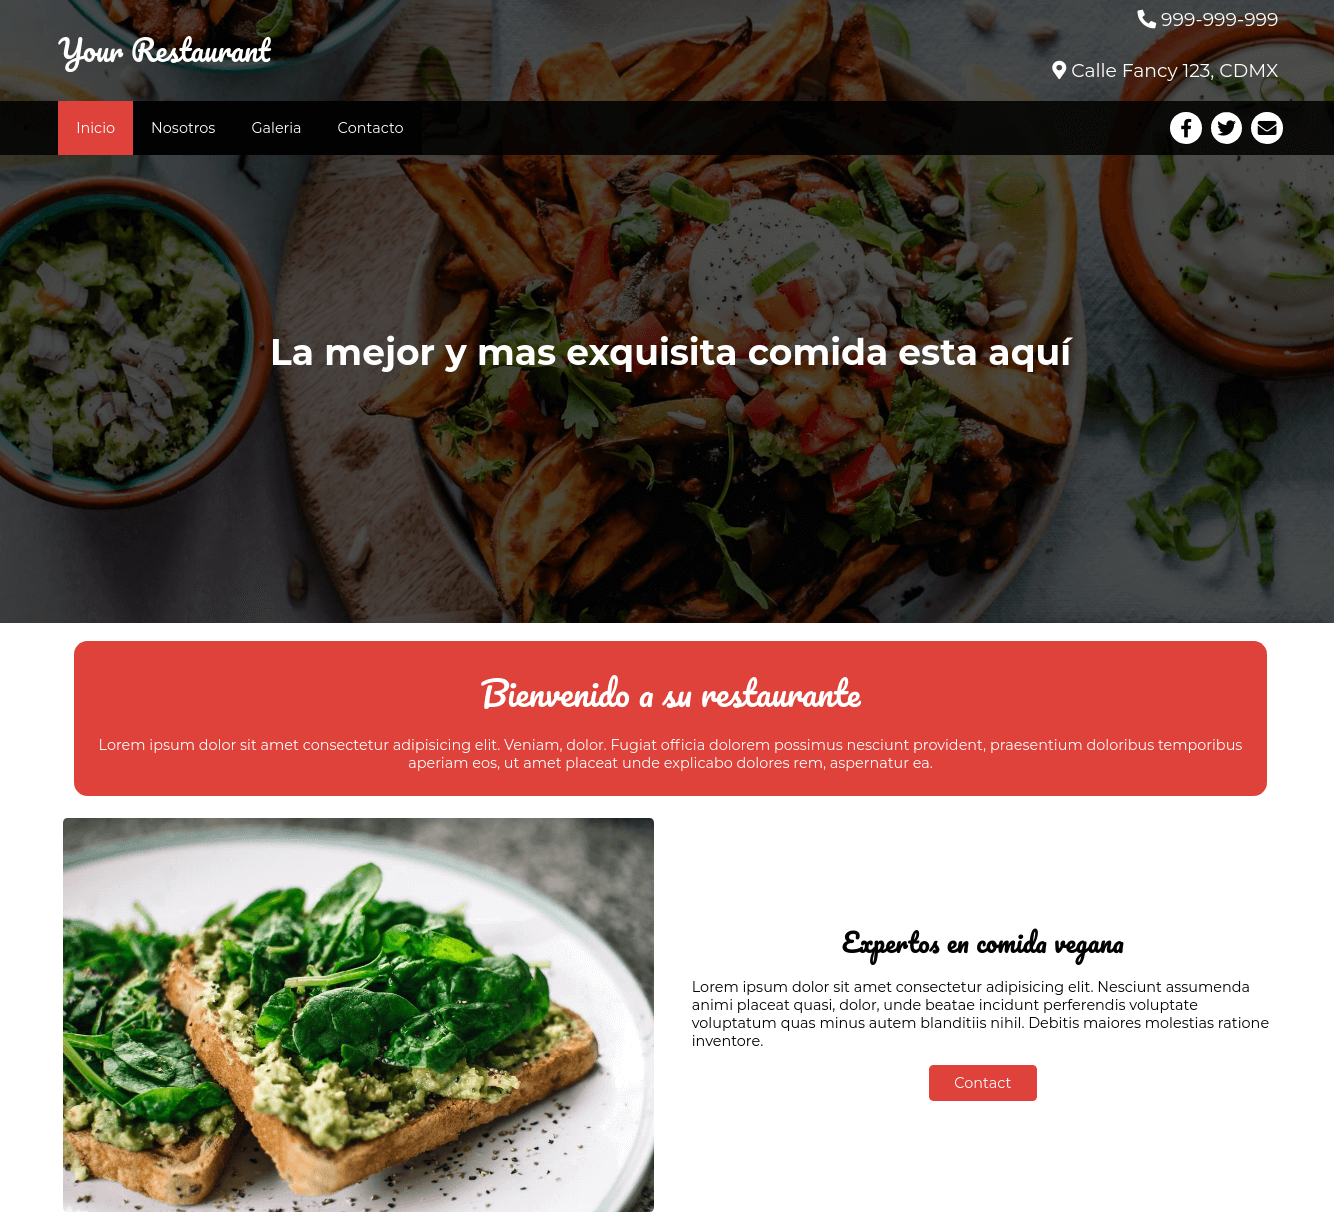 Your Restaurant
999-999-999
Calle Fancy 123, CDMX
Inicio
Nosotros
Galeria
Contacto
La mejor y mas exquisita comida esta aquí
Bienvenido a su restaurante
Lorem ipsum dolor sit amet consectetur adipisicing elit. Veniam, dolor. Fugiat officia dolorem possimus nesciunt provident, praesentium doloribus temporibus
aperiam eos, ut amet placeat unde explicabo dolores rem, aspernatur ea.
Expertos en comida vegana
Lorem ipsum dolor sit amet consectetur adipisicing elit. Nesciunt assumenda
animi placeat quasi, dolor, unde beatae incidunt perferendis voluptate
voluptatum quas minus autem blanditiis nihil. Debitis maiores molestias ratione
inventore.
Contact